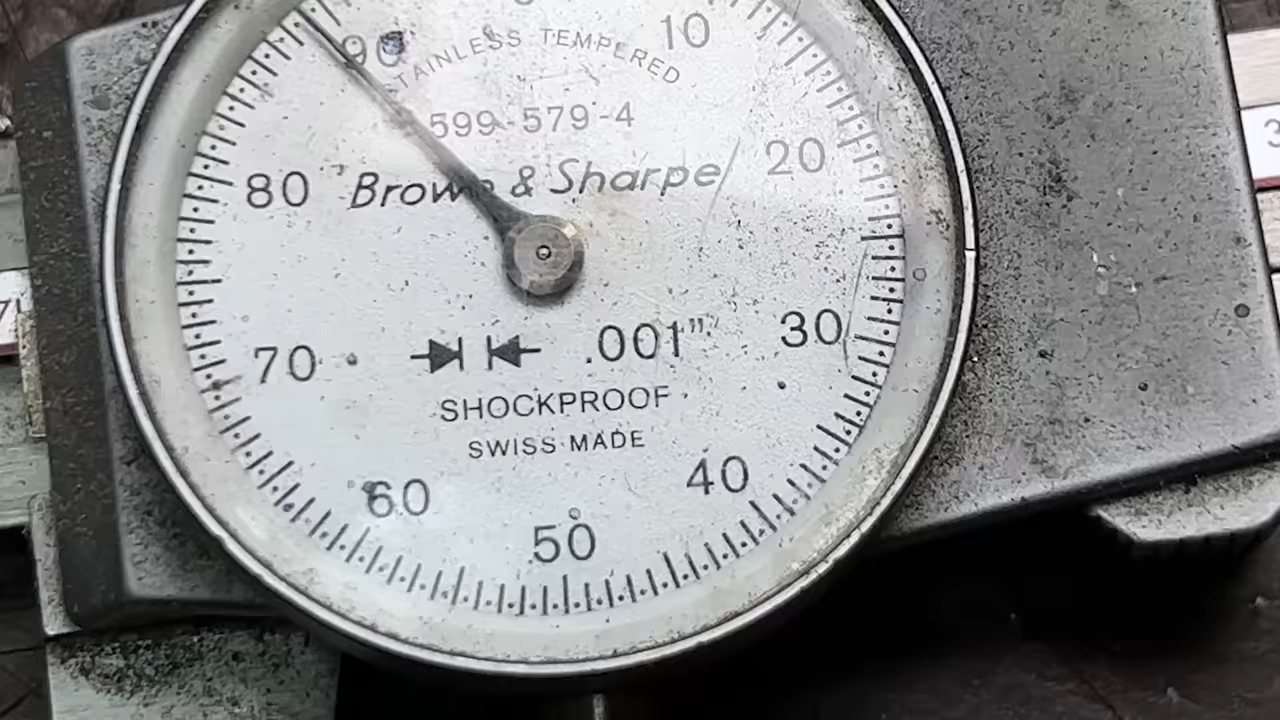 90
10
STAINLESS TEMPERED
599-579-4
80
Brown & Sharpe
20
70
.001"
30
SHOCKPROOF
SWISS MADE
60
40
50